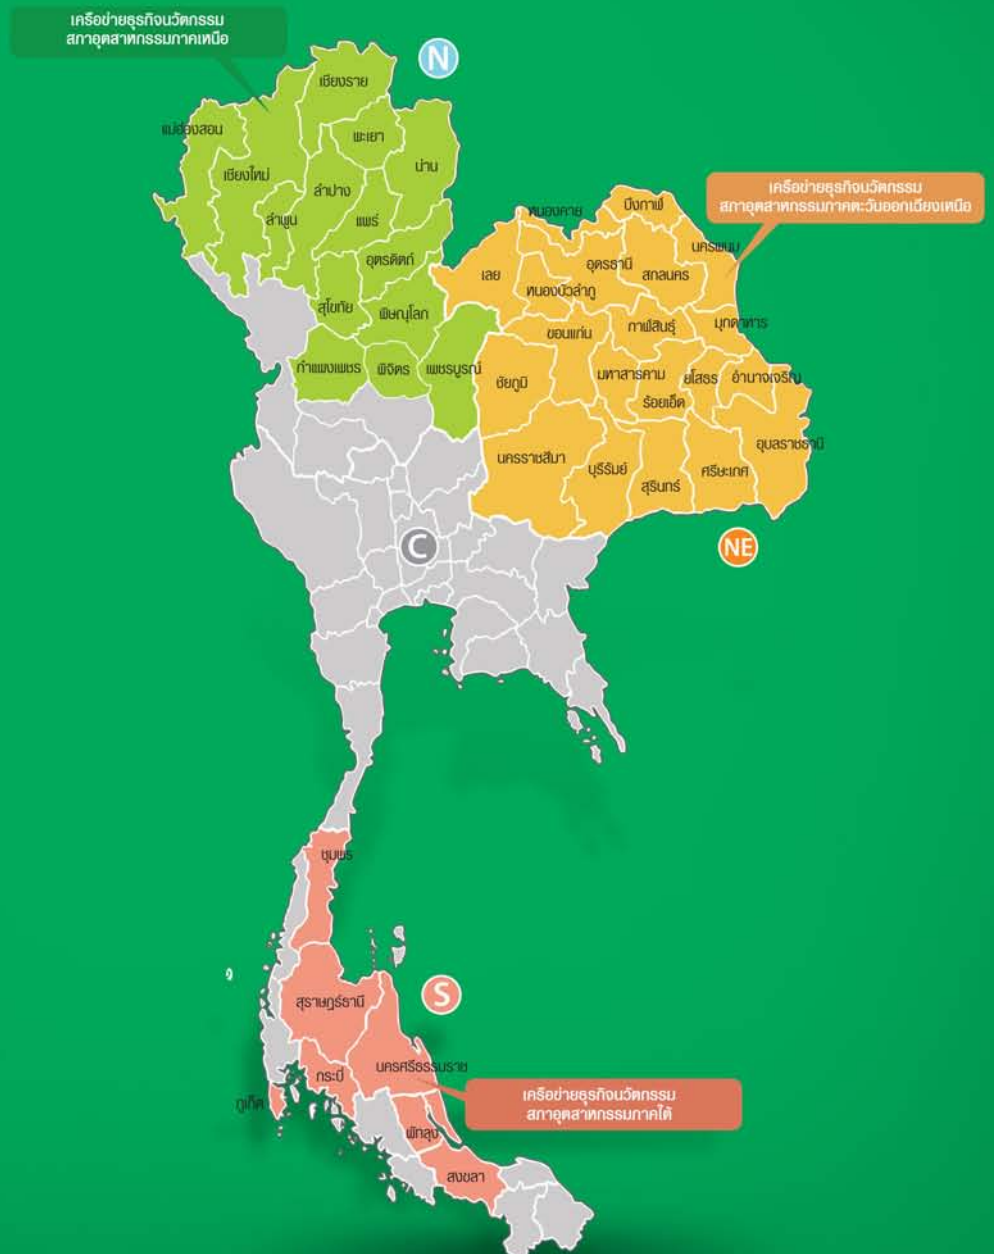 เครือข่ายธุรกิจนวัตกรรม
สภาอุตสาหกรรมภาคเหนือ
N
เชียงราย
แม่ฮ่องสอน
พะเยา
น่าน
เชียงใหม่
ลำปาง
ลำพูน
แพร่
อุตรดิตถ์
สุโขทัย
พิษณุโลก
กำแพงเพชร
พิจิตร
เพชรบูรณ์
เครือข่ายธุรกิจนวัตกรรม
สภาอุตสาหกรรมภาคตะวันออกเฉียงเหนือ
บึงกาฬ
หนองคาย
นครพนม
เลย
อุดรธานี
สกลนคร
หนองบัวลำภู
ขอนแก่น
กาฬสินธุ์
มุกดาหาร
ชัยภูมิ
มหาสารคาม
ยโสธร
อำนาจเจริญ
ร้อยเอ็ด
อุบลราชธานี
นครราชสีมา
บุรีรัมย์
สุรินทร์
ศรีษะเกศ
C
NE
ชุมพร
สุราษฎร์ธานี
S
กระบี่
นครศรีธรรมราช
ภูเก็ต
เครือข่ายธุรกิจนวัตกรรม
สภาอุตสาหกรรมภาคใต้
พัทลุง
สงขลา